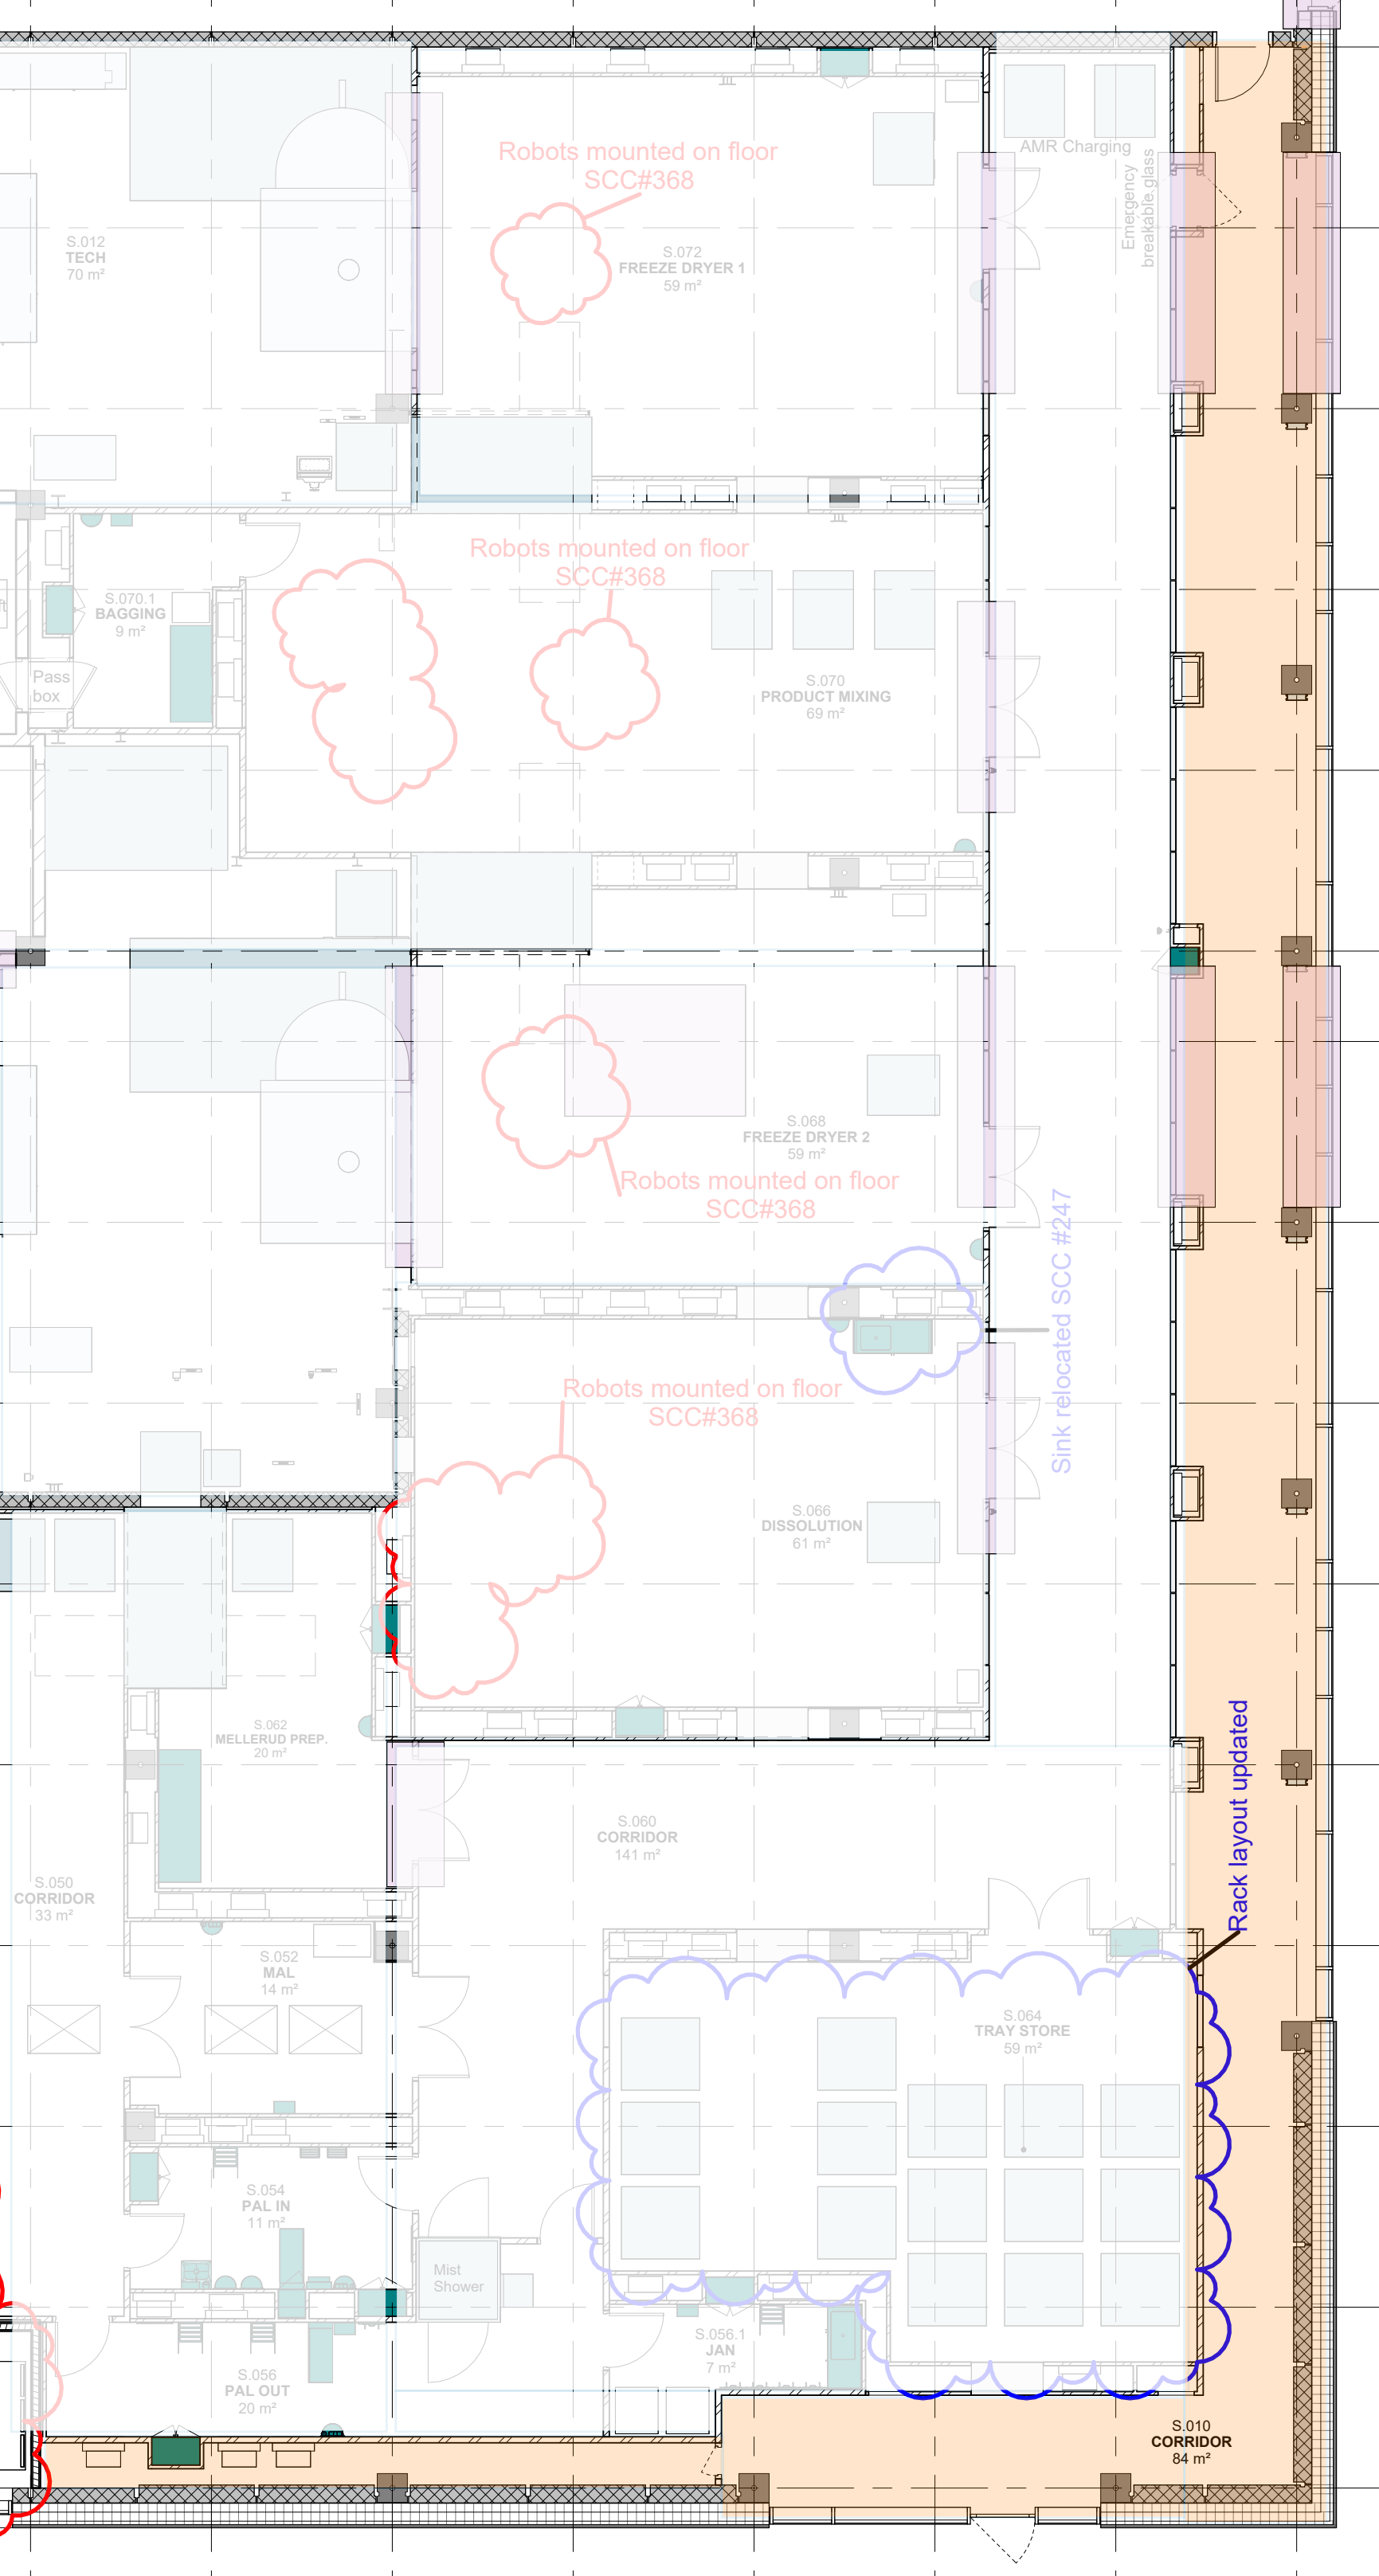 Robots mounted on floor
SCC#368
AMR Charging
Emergency
breakable glass
S.012
TECH
70 m²
S.072
FREEZE DRYER 1
59 m²
Robots mounted on floor
SCC#368
S.070.1
BAGGING
9 m²
Pass
box
S.070
PRODUCT MIXING
69 m²
S.068
FREEZE DRYER 2
59 m²
Robots mounted on floor
SCC#368
Sink relocated SCC #247
Robots mounted on floor
SCC#368
S.066
DISSOLUTION
61 m²
S.062
MELLERUD PREP.
20 m²
Rack layout updated
S.060
CORRIDOR
141 m²
S.050
CORRIDOR
33 m²
S.052
MAL
14 m²
S.064
TRAY STORE
59 m²
S.054
PAL IN
11 m²
Mist
Shower
S.056.1
JAN
7 m²
S.056
PAL OUT
20 m²
S.010
CORRIDOR
84 m²